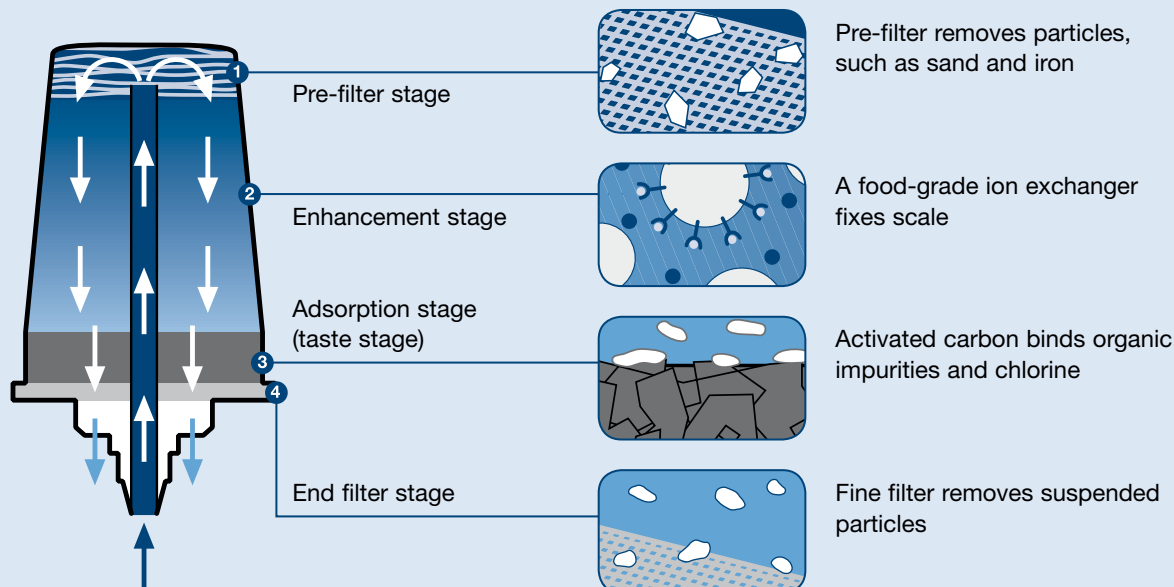 1
Pre-filter stage
Pre-filter removes particles,
such as sand and iron
2
Enhancement stage
A food-grade ion exchanger
fixes scale
Adsorption stage
(taste stage)
3
Activated carbon binds organic
impurities and chlorine
4
End filter stage
Fine filter removes suspended
particles